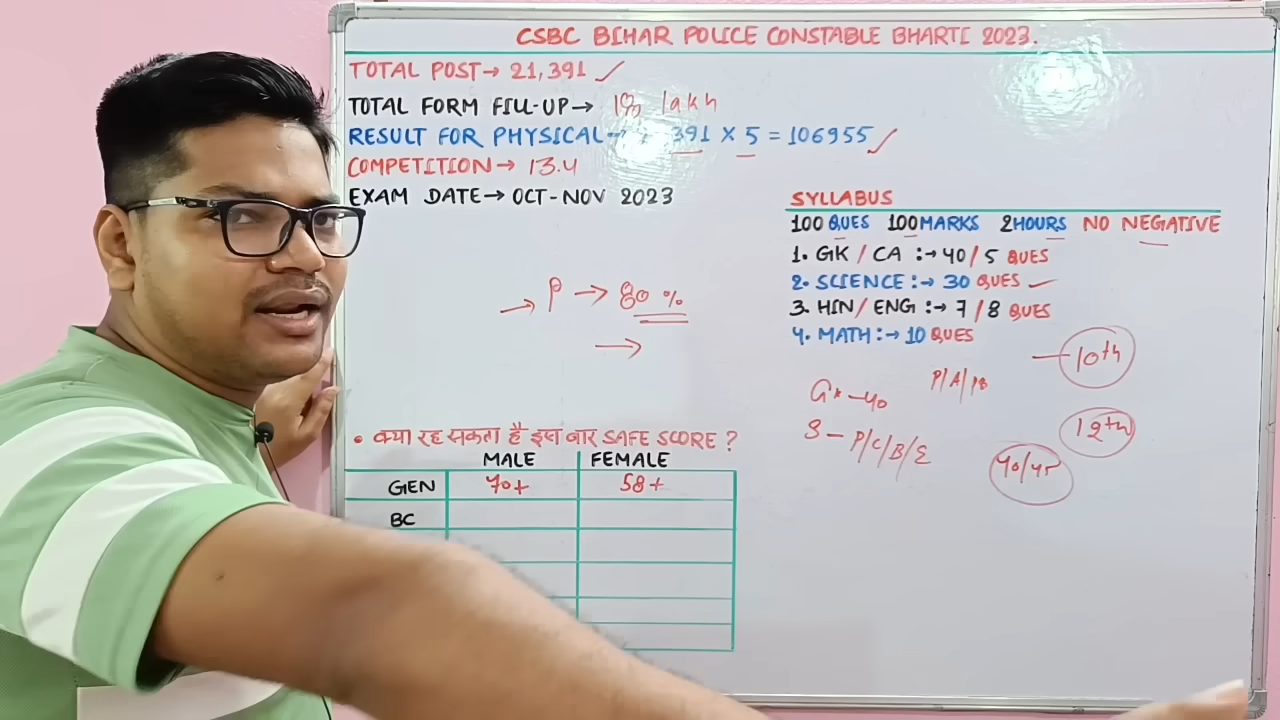 CSBC BIHAR POLICE CONSTABLE BHARTI 2023.
TOTAL POST→ 21,391 ✓
TOTAL FORM FILL-UP→ lakh
RESULT FOR PHYSICAL→ 391 X 5 = 106955 ✓
COMPETITION→ 13.4
EXAM DATE→ OCT-NOV 2023
→ P → 80 %
→
• क्या रह सकता है इस बार SAFE SCORE ?
MALE FEMALE
GEN 70+ 58+
BC
SYLLABUS
100 QUES 100 MARKS 2 HOURS NO NEGATIVE
1. GK / CA :→ 40 / 5 QUES
2. SCIENCE :→ 30 QUES ✓
3. HIN / ENG :→ 7 / 8 QUES
4. MATH :→ 10 QUES
10th
GK - 40 P/A/
S - P/C/B/E
12th
40/45